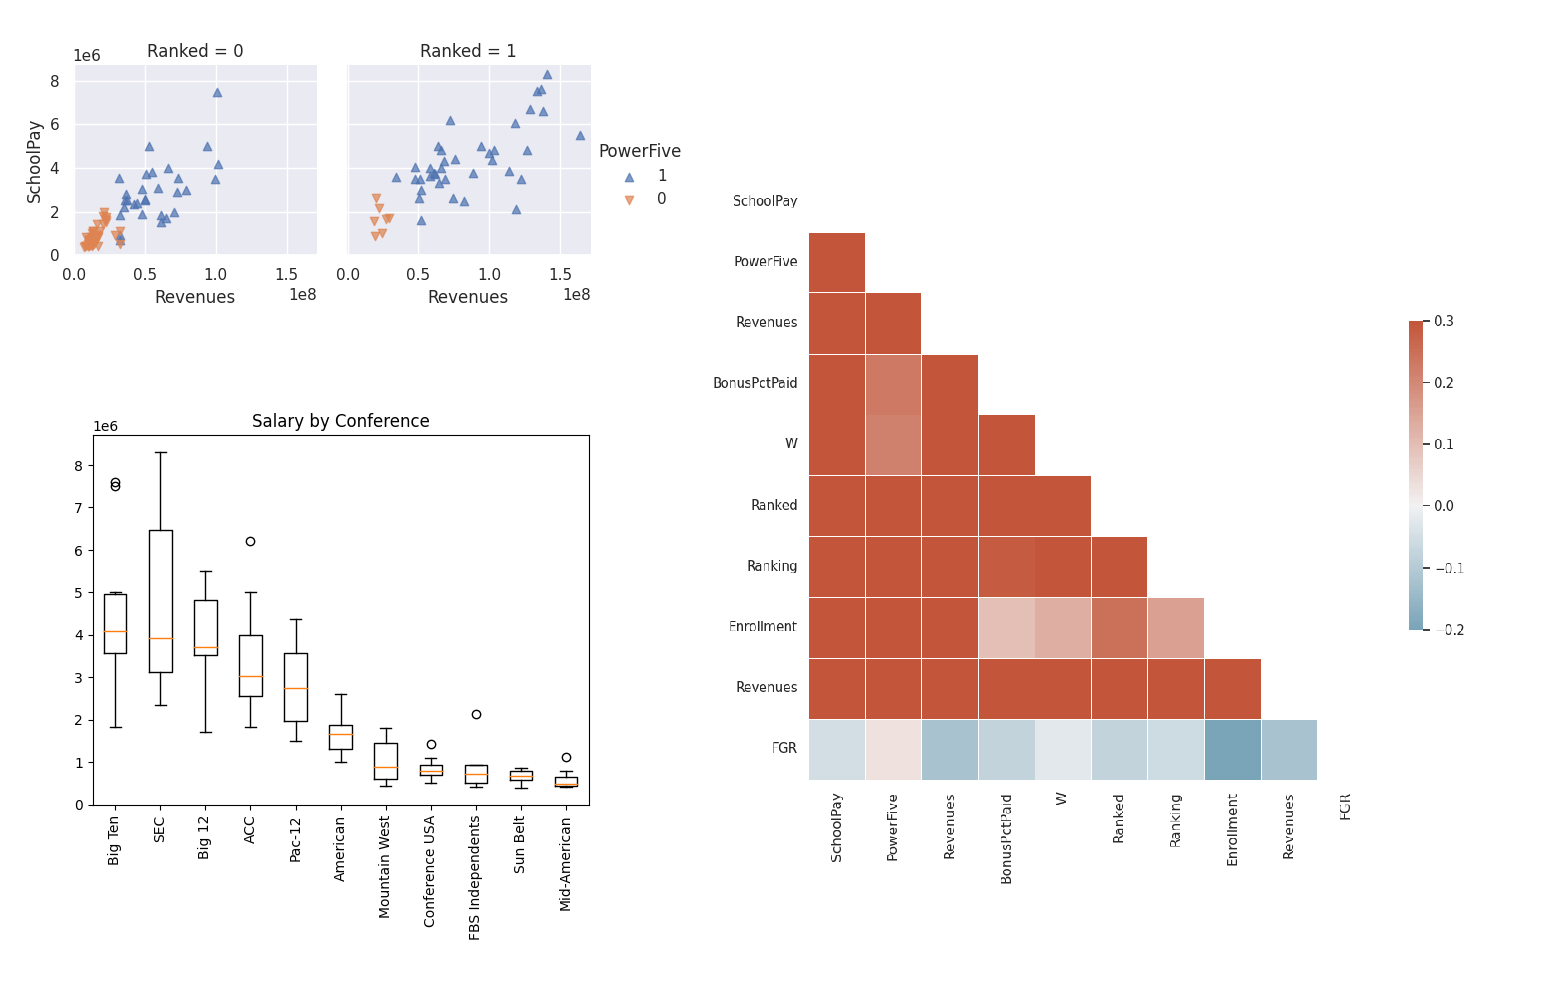 Ranked = 0
Ranked = 1
1e6
8
6
4
2
0
SchoolPay
0.0 0.5 1.0 1.5
1e8
Revenues
0.0 0.5 1.0 1.5
1e8
Revenues
PowerFive
1
0
Salary by Conference
1e6
8
7
6
5
4
3
2
1
0
Big Ten
SEC
Big 12
ACC
Pac-12
American
Mountain West
Conference USA
FBS Independents
Sun Belt
Mid-American
SchoolPay
PowerFive
Revenues
BonusPctPaid
W
Ranked
Ranking
Enrollment
Revenues
FGR
SchoolPay
PowerFive
Revenues
BonusPctPaid
W
Ranked
Ranking
Enrollment
Revenues
FGR
0.3
0.2
0.1
0.0
−0.1
−0.2